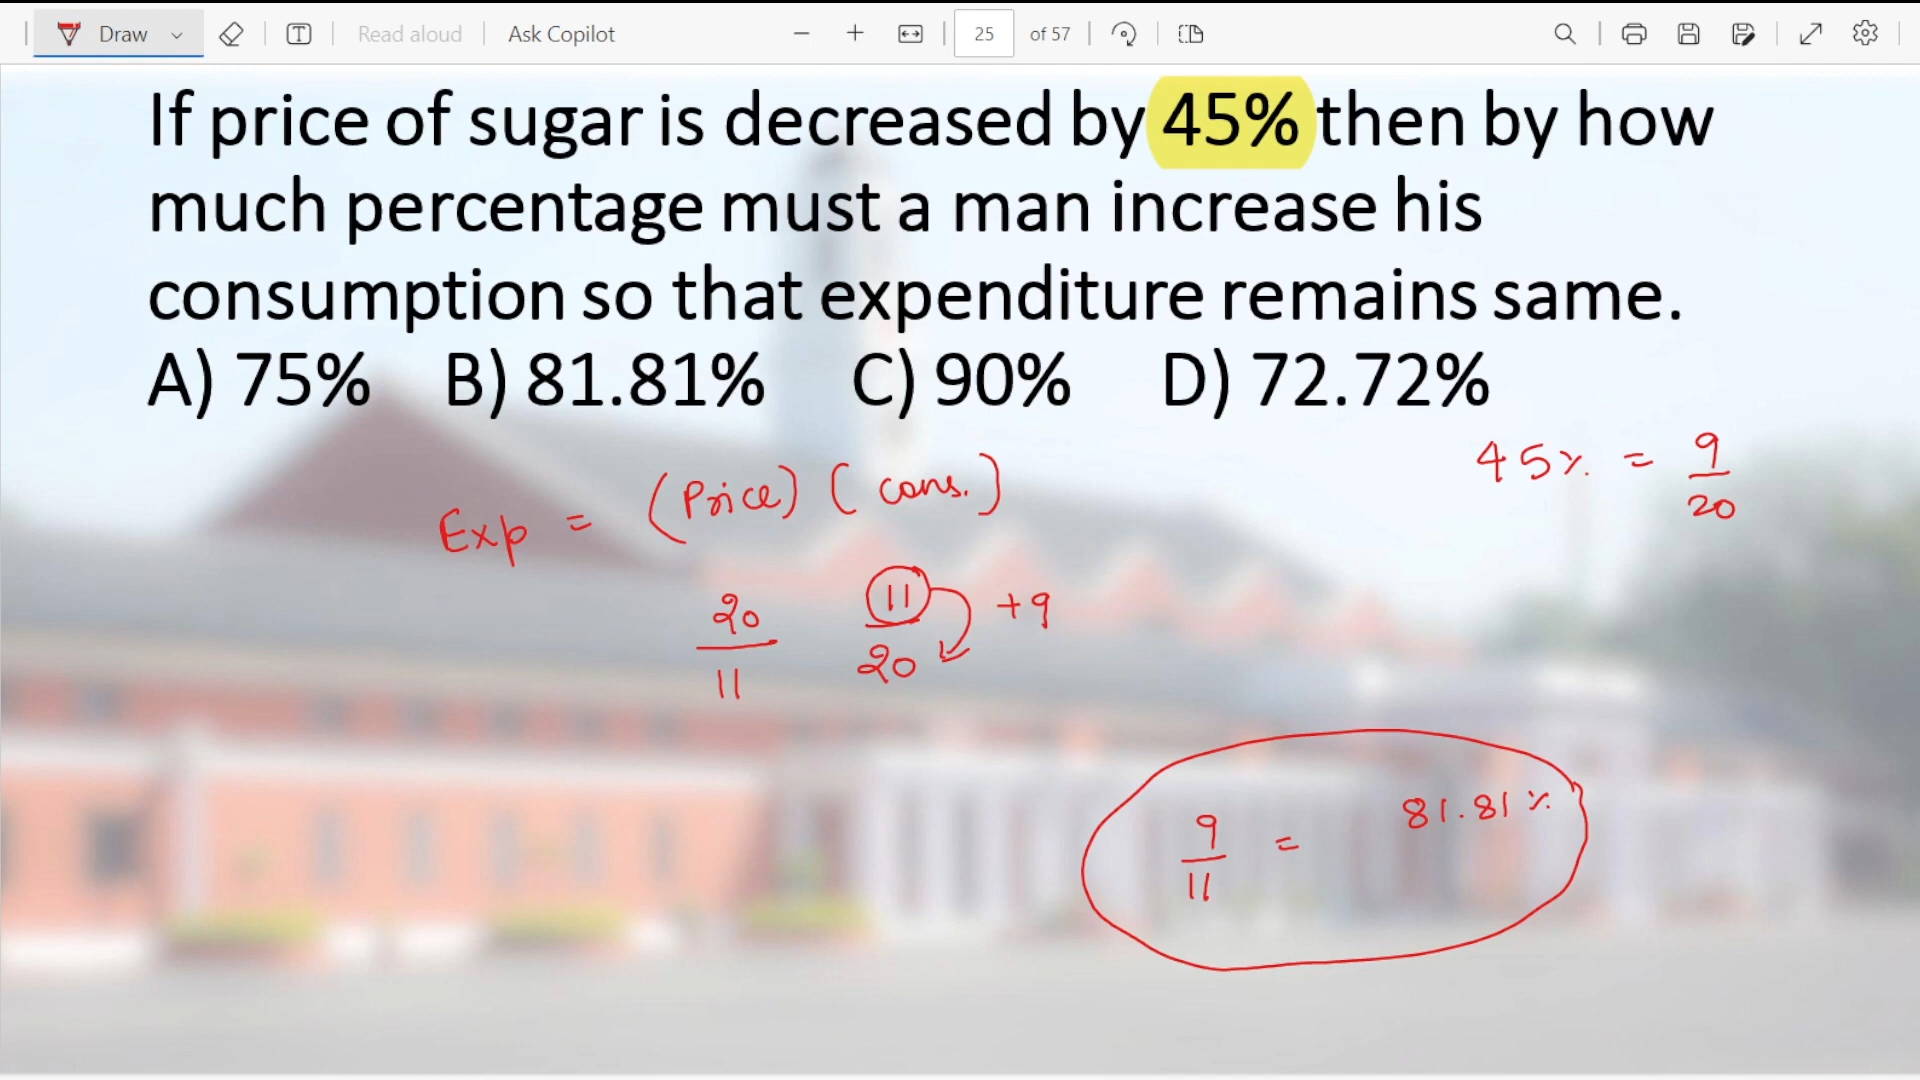 Draw Read aloud Ask Copilot 25 of 57
If price of sugar is decreased by 45% then by how
much percentage must a man increase his
consumption so that expenditure remains same.
A) 75% B) 81.81% C) 90% D) 72.72%
45% = 9/20
Exp = (Price) (cons.)
20/11 11/20 +9
9/11 = 81.81%